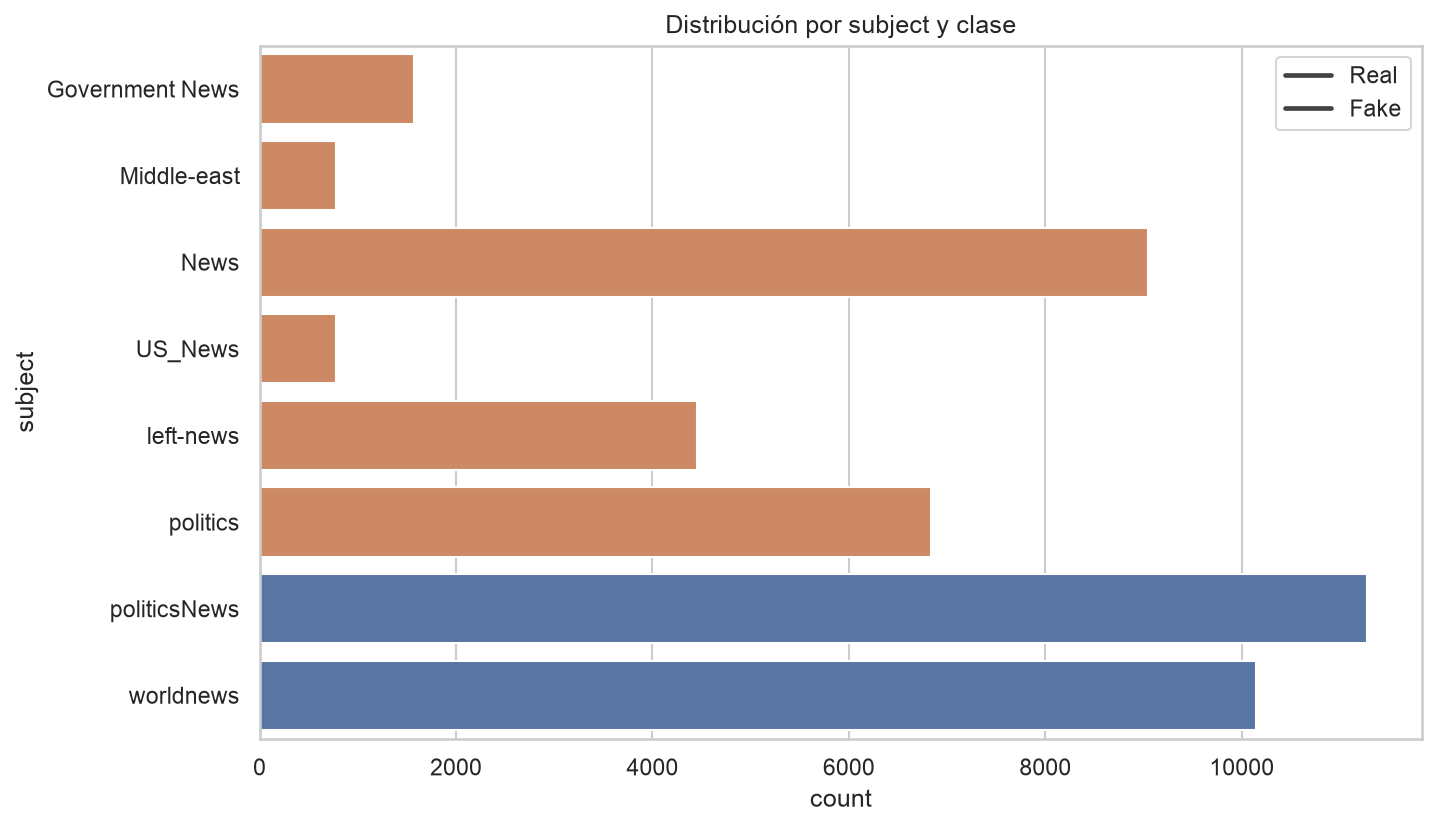 Distribución por subject y clase
Real
Fake
Government News
Middle-east
News
US_News
left-news
politics
politicsNews
worldnews
subject
0 2000 4000 6000 8000 10000
count